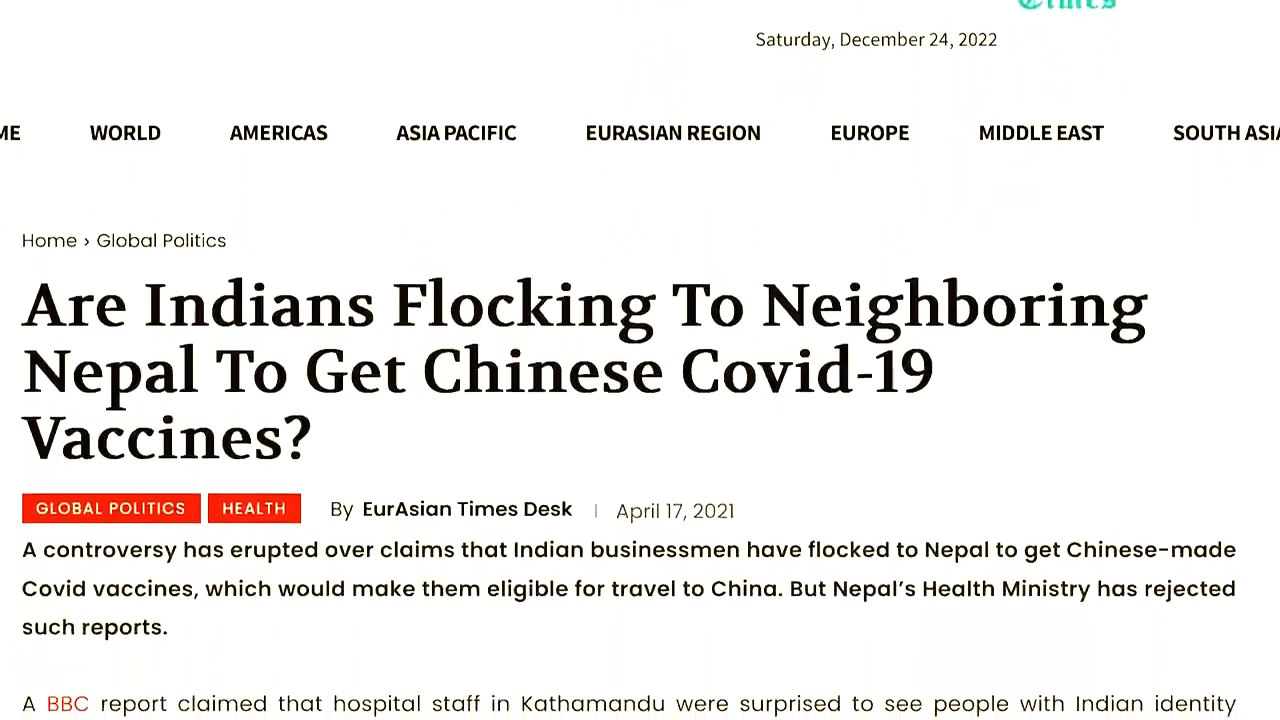 Times
Saturday, December 24, 2022
ME WORLD AMERICAS ASIA PACIFIC EURASIAN REGION EUROPE MIDDLE EAST SOUTH ASIA
Home › Global Politics
Are Indians Flocking To Neighboring
Nepal To Get Chinese Covid-19
Vaccines?
GLOBAL POLITICS HEALTH By EurAsian Times Desk | April 17, 2021
A controversy has erupted over claims that Indian businessmen have flocked to Nepal to get Chinese-made
Covid vaccines, which would make them eligible for travel to China. But Nepal’s Health Ministry has rejected
such reports.
A BBC report claimed that hospital staff in Kathamandu were surprised to see people with Indian identity